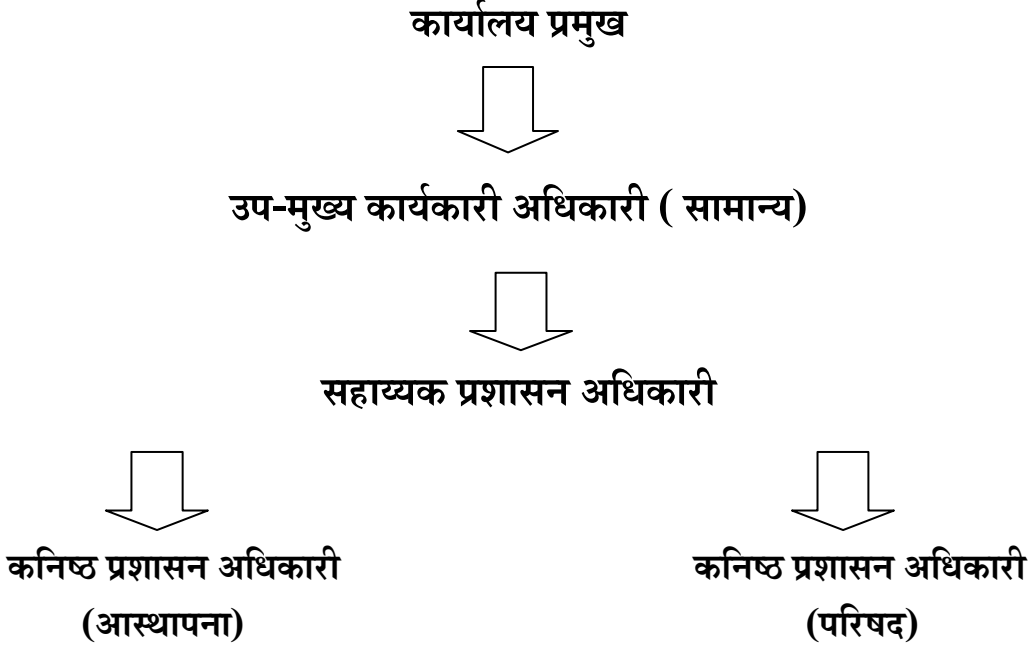 कार्यालय प्रमुख
उप-मुख्य कार्यकारी अधिकारी ( सामान्य)
सहाय्यक प्रशासन अधिकारी
कनिष्ठ प्रशासन अधिकारी
(आस्थापना)
कनिष्ठ प्रशासन अधिकारी
(परिषद)